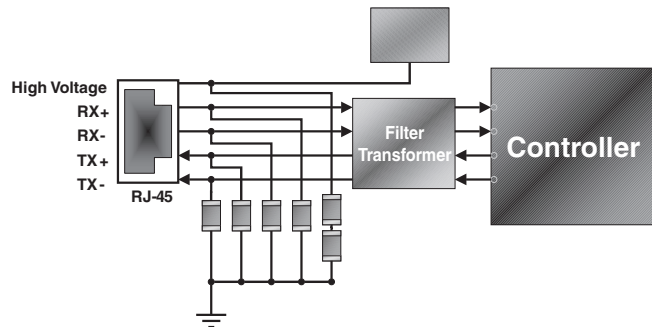 High Voltage
RX+
RX-
TX+
TX-
RJ-45
Filter
Transformer
Controller